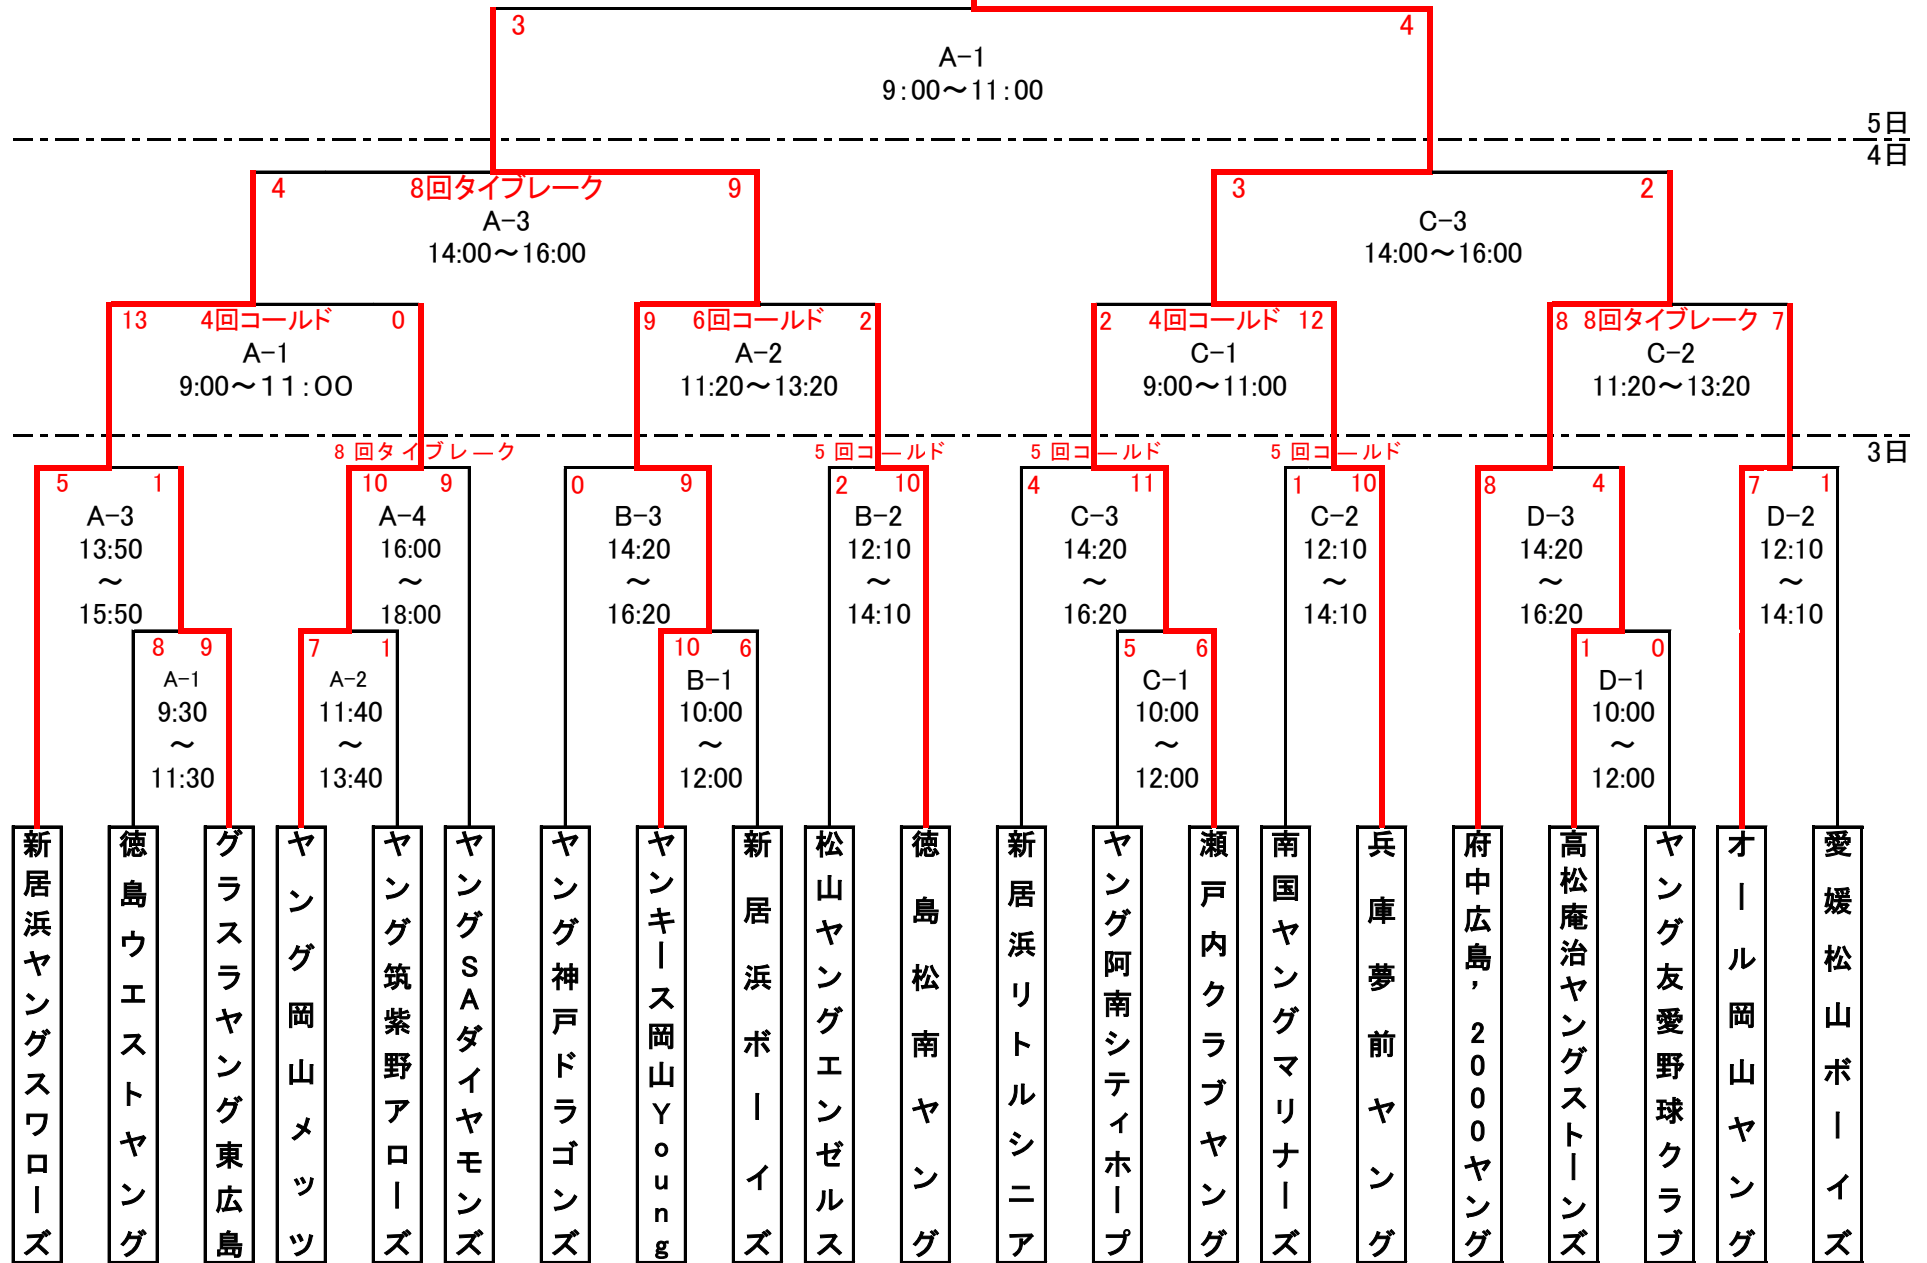 3 4
A-1
9:00～11:00
5日
4日
4 8回タイブレーク 9
A-3
14:00～16:00
3 2
C-3
14:00～16:00
13 4回コールド 0
A-1
9:00～11:00
9 6回コールド 2
A-2
11:20～13:20
2 4回コールド 12
C-1
9:00～11:00
8 8回タイブレーク 7
C-2
11:20～13:20
3日
5 1
A-3
13:50
～
15:50
8回タイブレーク
10 9
A-4
16:00
～
18:00
0 9
B-3
14:20
～
16:20
5回コールド
2 10
B-2
12:10
～
14:10
5回コールド
4 11
C-3
14:20
～
16:20
5回コールド
1 10
C-2
12:10
～
14:10
8 4
D-3
14:20
～
16:20
7 1
D-2
12:10
～
14:10
8 9
A-1
9:30
～
11:30
7 1
A-2
11:40
～
13:40
10 6
B-1
10:00
～
12:00
5 6
C-1
10:00
～
12:00
1 0
D-1
10:00
～
12:00
新居浜ヤングスワローズ
徳島ウエストヤング
グラスラヤング東広島
ヤング岡山メッツ
ヤング筑紫野アローズ
ヤングSAダイヤモンズ
ヤング神戸ドラゴンズ
ヤンキース岡山Young
新居浜ボーイズ
松山ヤングエンゼルス
徳島松南ヤング
新居浜リトルシニア
ヤング阿南シティホープ
瀬戸内クラブヤング
南国ヤングマリナーズ
兵庫夢前ヤング
府中広島’2000ヤング
高松庵治ヤングストーンズ
ヤング友愛野球クラブ
オール岡山ヤング
愛媛松山ボーイズ